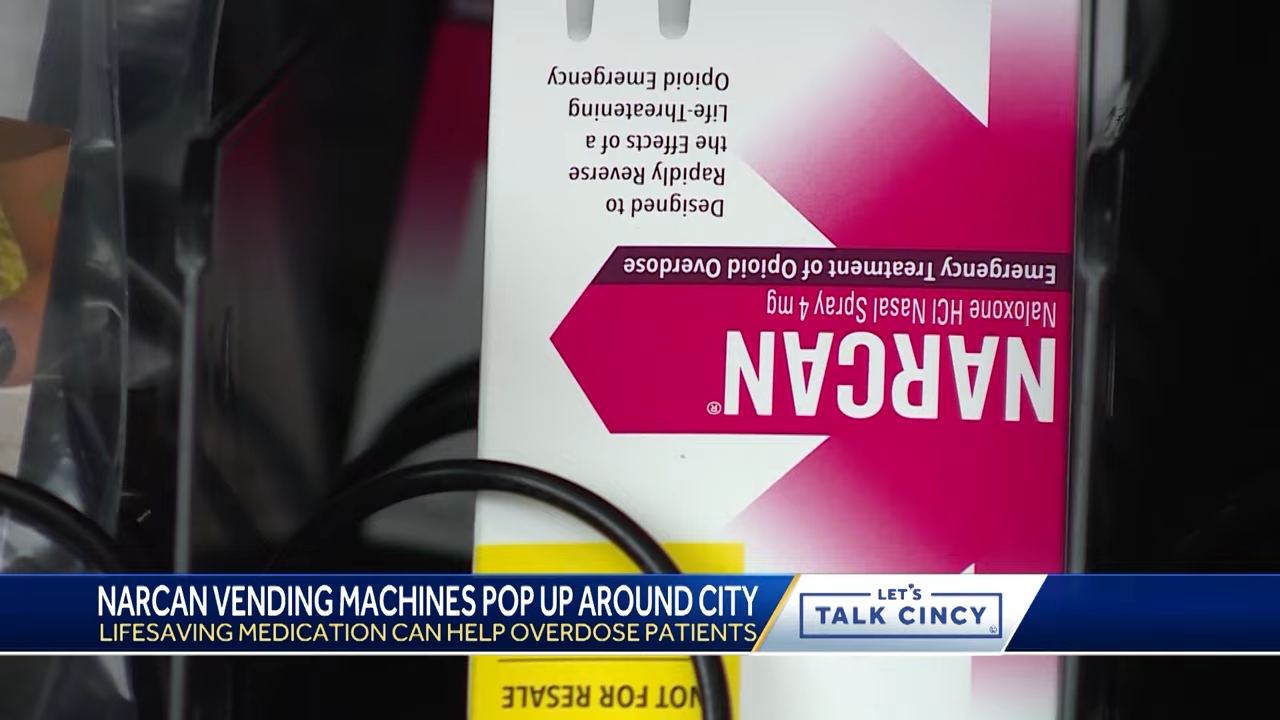 Designed to
Rapidly Reverse
the Effects of a
Life-Threatening
Opioid Emergency
NARCAN®
Naloxone HCl Nasal Spray 4 mg
Emergency Treatment of Opioid Overdose
NOT FOR RESALE
NARCAN VENDING MACHINES POP UP AROUND CITY
LIFESAVING MEDICATION CAN HELP OVERDOSE PATIENTS
LET'S
TALK CINCY